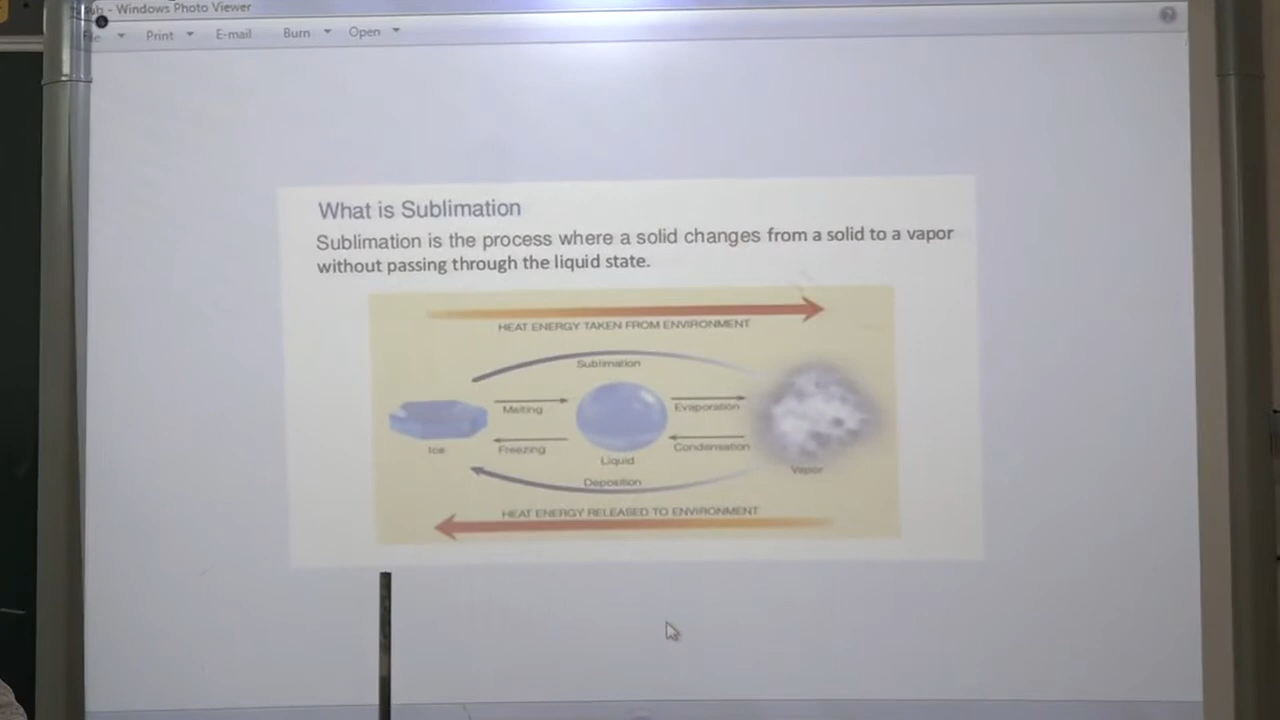 - Windows Photo Viewer
Print E-mail Burn Open
What is Sublimation
Sublimation is the process where a solid changes from a solid to a vapor
without passing through the liquid state.
HEAT ENERGY TAKEN FROM ENVIRONMENT
Sublimation
Melting
Evaporation
Freezing
Condensation
Ice
Liquid
Vapor
Deposition
HEAT ENERGY RELEASED TO ENVIRONMENT